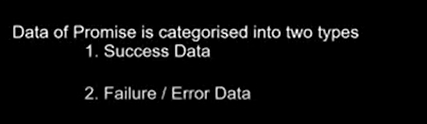 Data of Promise is categorised into two types
1. Success Data
2. Failure / Error Data